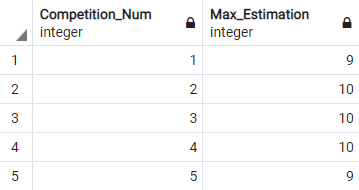 Competition_Num Max_Estimation
integer integer
1 1 9
2 2 10
3 3 10
4 4 10
5 5 9